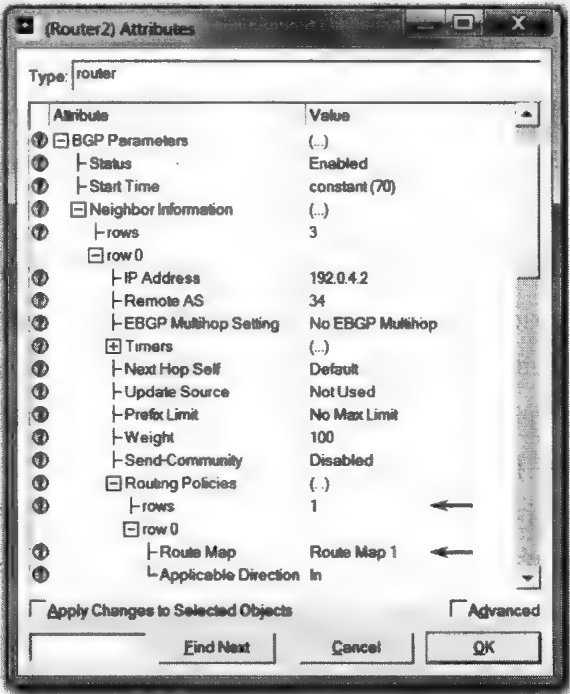 (Router2) Attributes
Type: router
Attribute Value
BGP Parameters (...)
Status Enabled
Start Time constant (70)
Neighbor Information (...)
rows 3
row 0
IP Address 192.0.4.2
Remote AS 34
EBGP Multihop Setting No EBGP Multihop
Timers (...)
Next Hop Self Default
Update Source Not Used
Prefix Limit No Max Limit
Weight 100
Send-Community Disabled
Routing Policies (...)
rows 1
row 0
Route Map Route Map 1
Applicable Direction In
Apply Changes to Selected Objects Advanced
Find Next Cancel OK